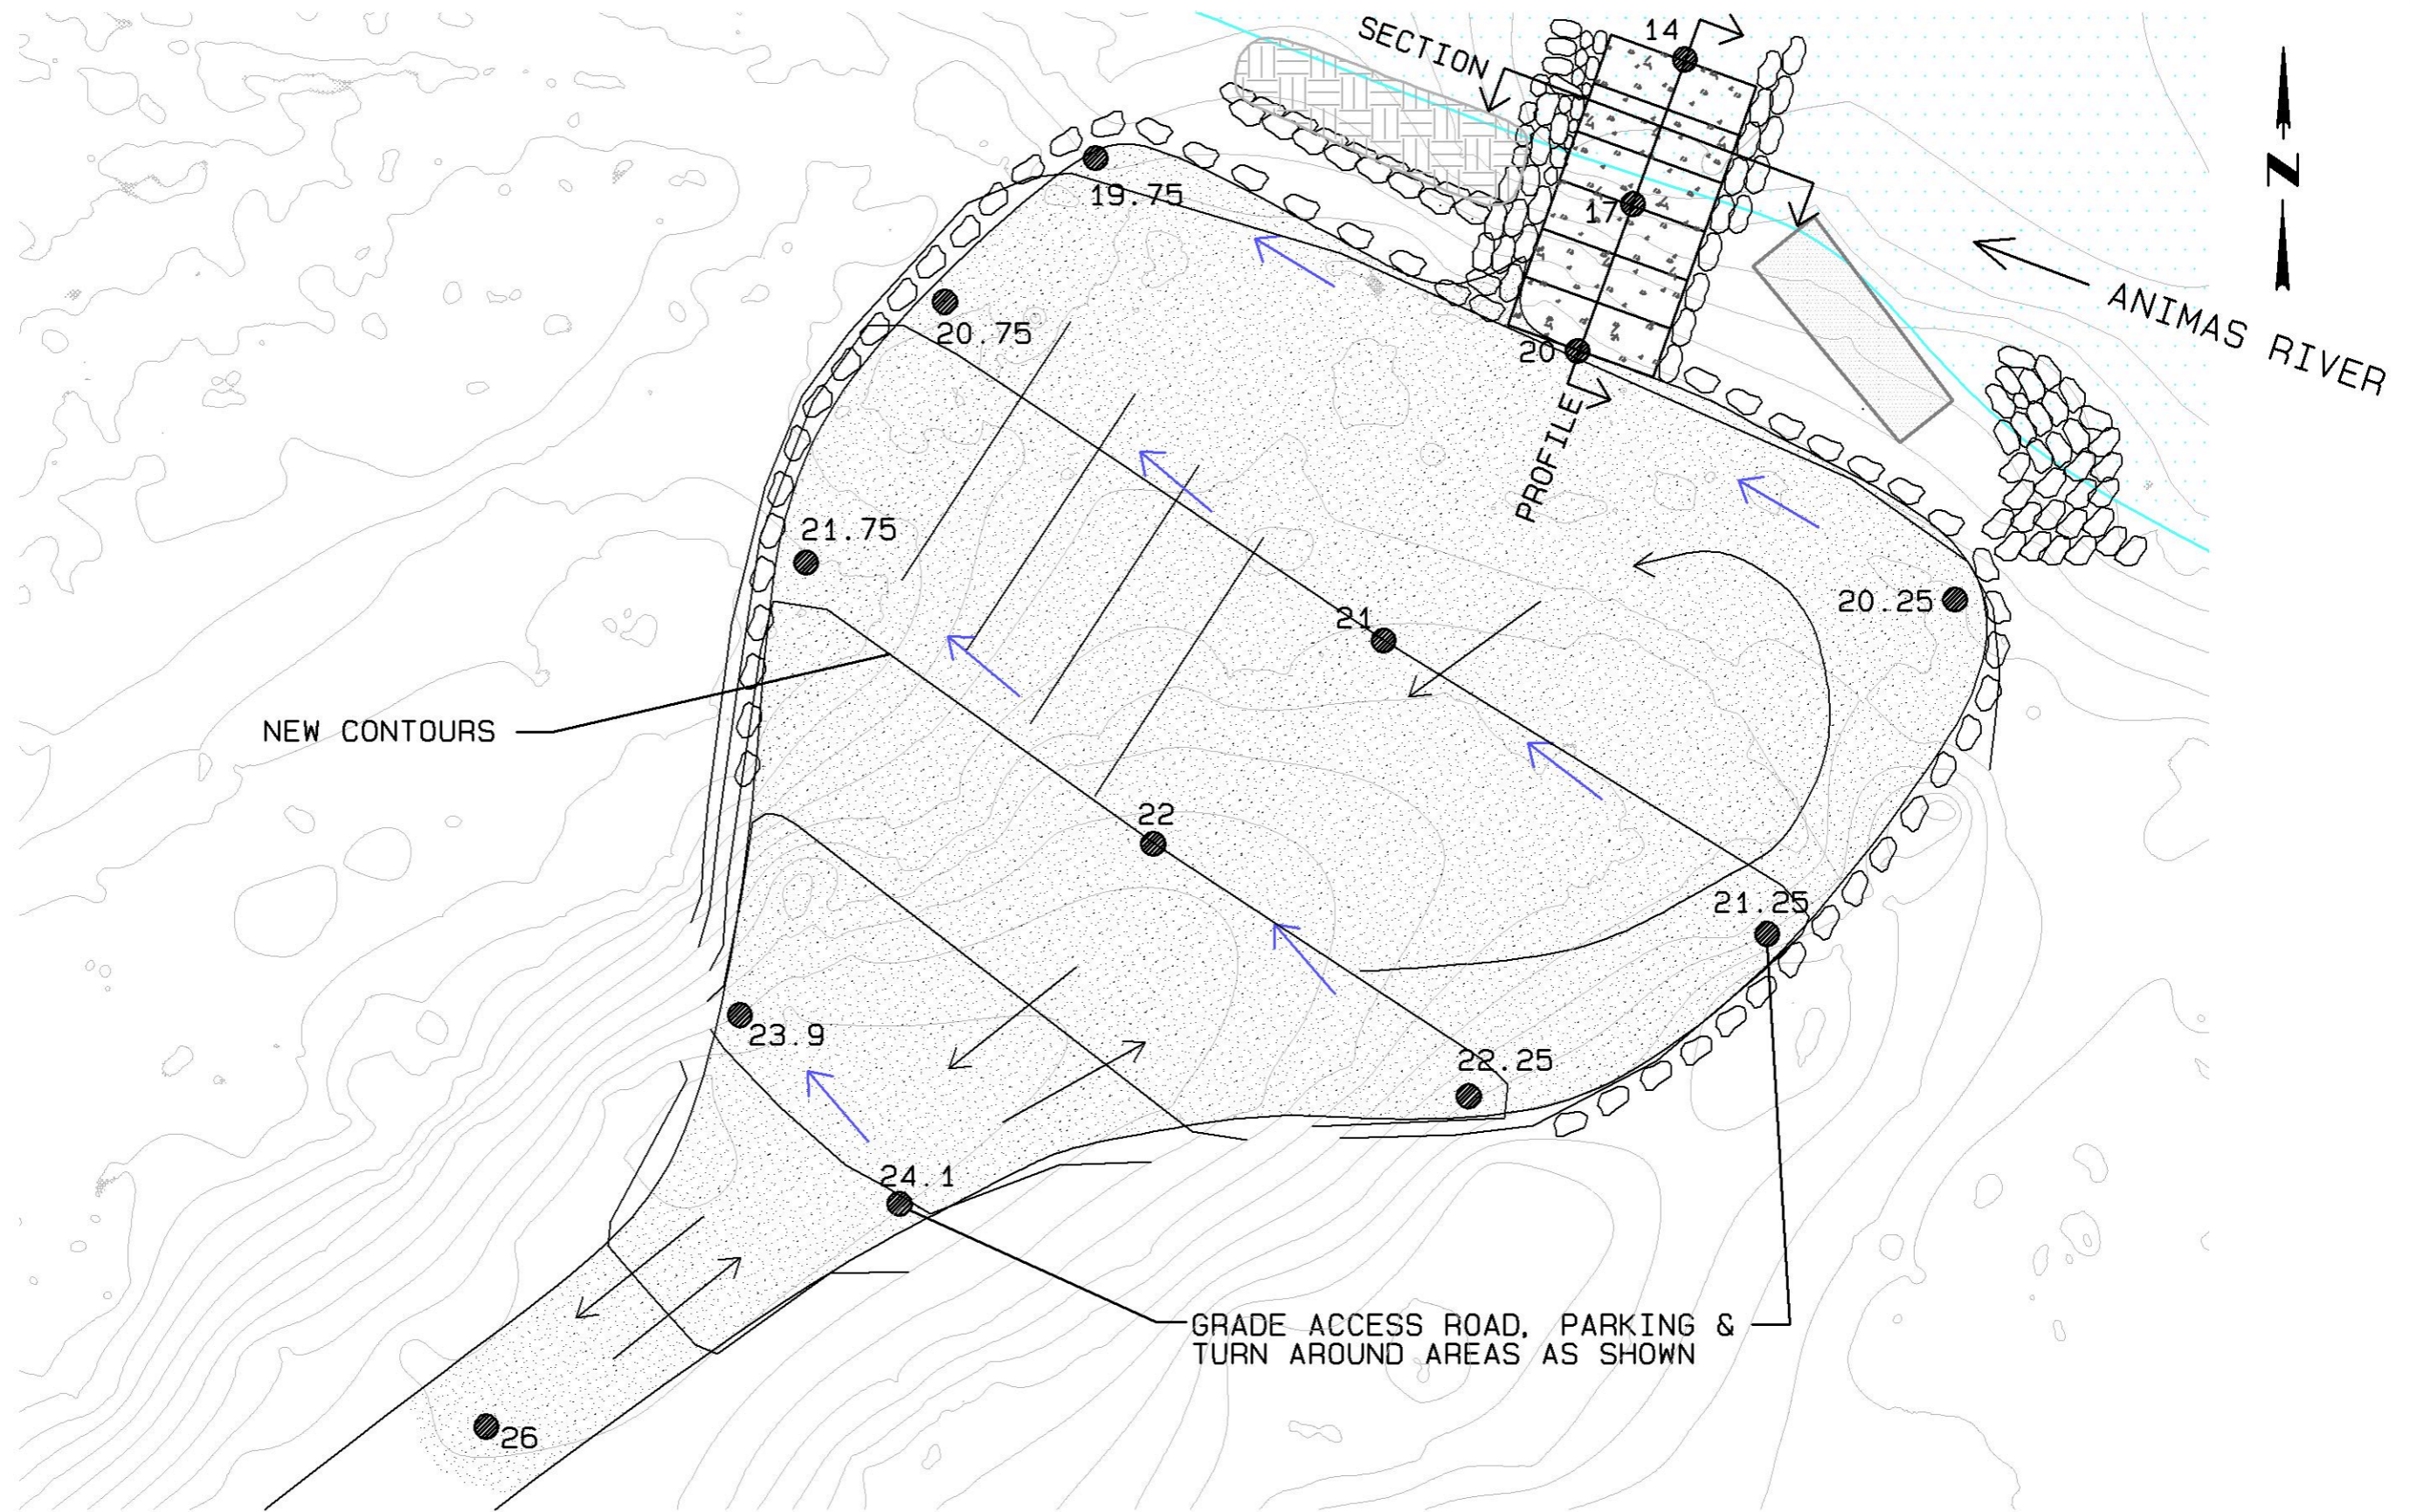 14
SECTION
19.75
17
N
ANIMAS RIVER
20.75
20
PROFILE
21.75
20.25
21
NEW CONTOURS
22
21.25
23.9
22.25
24.1
GRADE ACCESS ROAD, PARKING &
TURN AROUND AREAS AS SHOWN
26